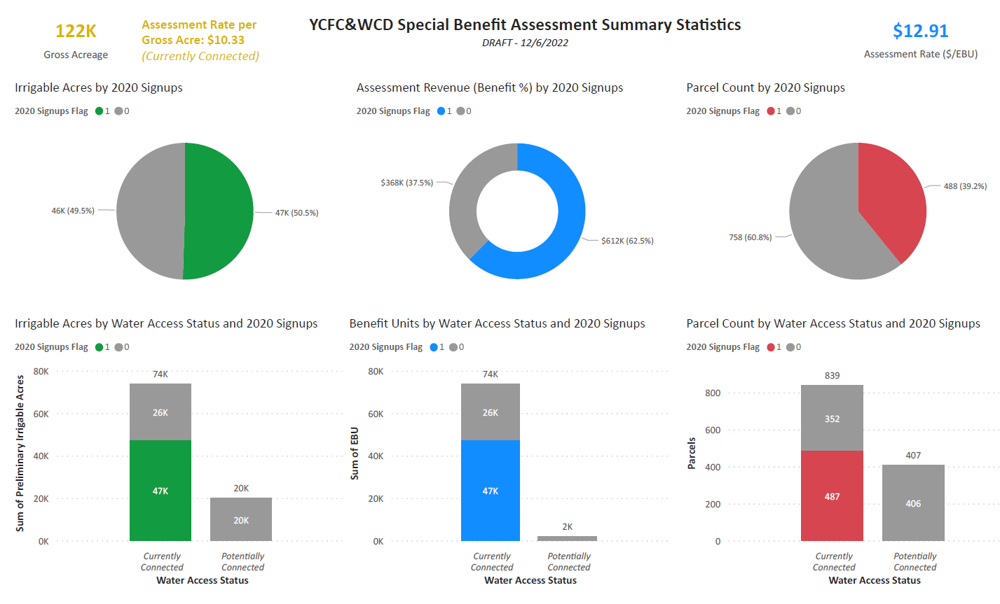 YCFC&WCD Special Benefit Assessment Summary Statistics
DRAFT - 12/6/2022
122K
Gross Acreage
Assessment Rate per
Gross Acre: $10.33
(Currently Connected)
$12.91
Assessment Rate ($/EBU)
Irrigable Acres by 2020 Signups
2020 Signups Flag 1 0
46K (49.5%)
47K (50.5%)
Assessment Revenue (Benefit %) by 2020 Signups
2020 Signups Flag 1 0
$368K (37.5%)
$612K (62.5%)
Parcel Count by 2020 Signups
2020 Signups Flag 1 0
488 (39.2%)
758 (60.8%)
Irrigable Acres by Water Access Status and 2020 Signups
2020 Signups Flag 1 0
Sum of Preliminary Irrigable Acres
80K
60K
40K
20K
0K
74K
26K
47K
20K
20K
Currently
Connected
Potentially
Connected
Water Access Status
Benefit Units by Water Access Status and 2020 Signups
2020 Signups Flag 1 0
Sum of EBU
80K
60K
40K
20K
0K
74K
26K
47K
2K
Currently
Connected
Potentially
Connected
Water Access Status
Parcel Count by Water Access Status and 2020 Signups
2020 Signups Flag 1 0
Parcels
800
600
400
200
0
839
352
487
407
406
Currently
Connected
Potentially
Connected
Water Access Status